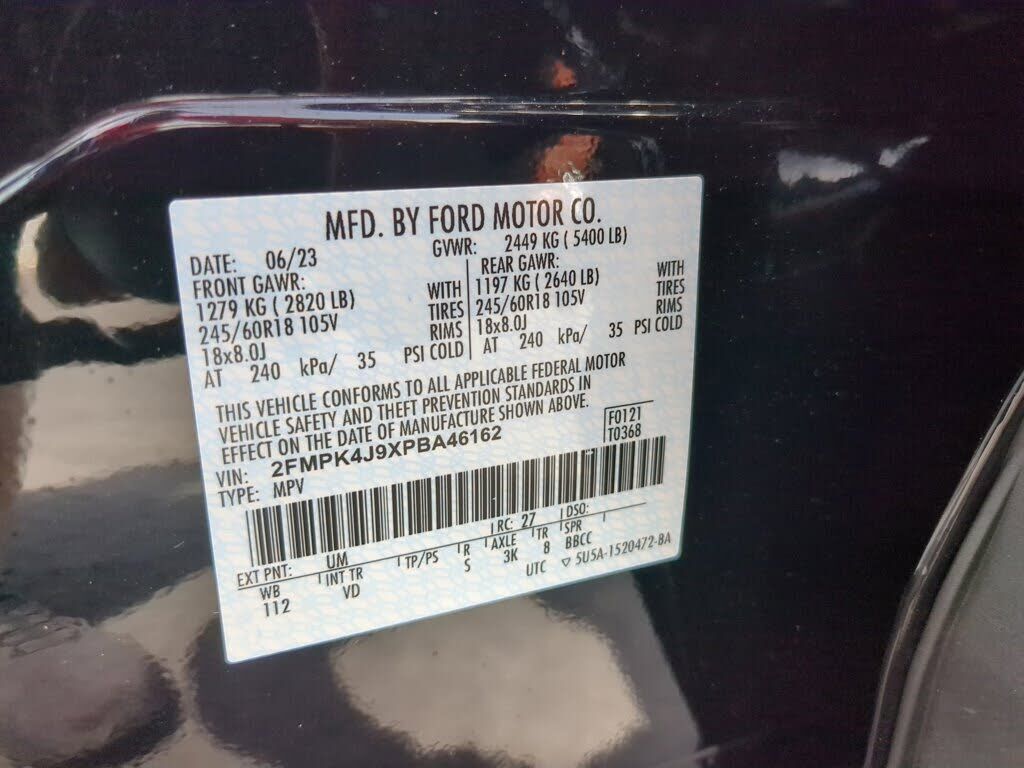 MFD. BY FORD MOTOR CO.
DATE: 06/23
GVWR: 2449 KG ( 5400 LB)
FRONT GAWR:
1279 KG ( 2820 LB) WITH
245/60R18 105V TIRES
18x8.0J RIMS
AT 240 kPa/ 35 PSI COLD
REAR GAWR:
1197 KG ( 2640 LB) WITH
245/60R18 105V TIRES
18x8.0J RIMS
AT 240 kPa/ 35 PSI COLD
THIS VEHICLE CONFORMS TO ALL APPLICABLE FEDERAL MOTOR
VEHICLE SAFETY AND THEFT PREVENTION STANDARDS IN
EFFECT ON THE DATE OF MANUFACTURE SHOWN ABOVE.
VIN: 2FMPK4J9XPBA46162
TYPE: MPV
F0121
T0368
EXT PNT: UM RC: 27 DSO:
WB INT TR TP/PS R AXLE TR SPR
112 VD S 3K 8 BBCC
UTC ▽ 5U5A-1520472-BA